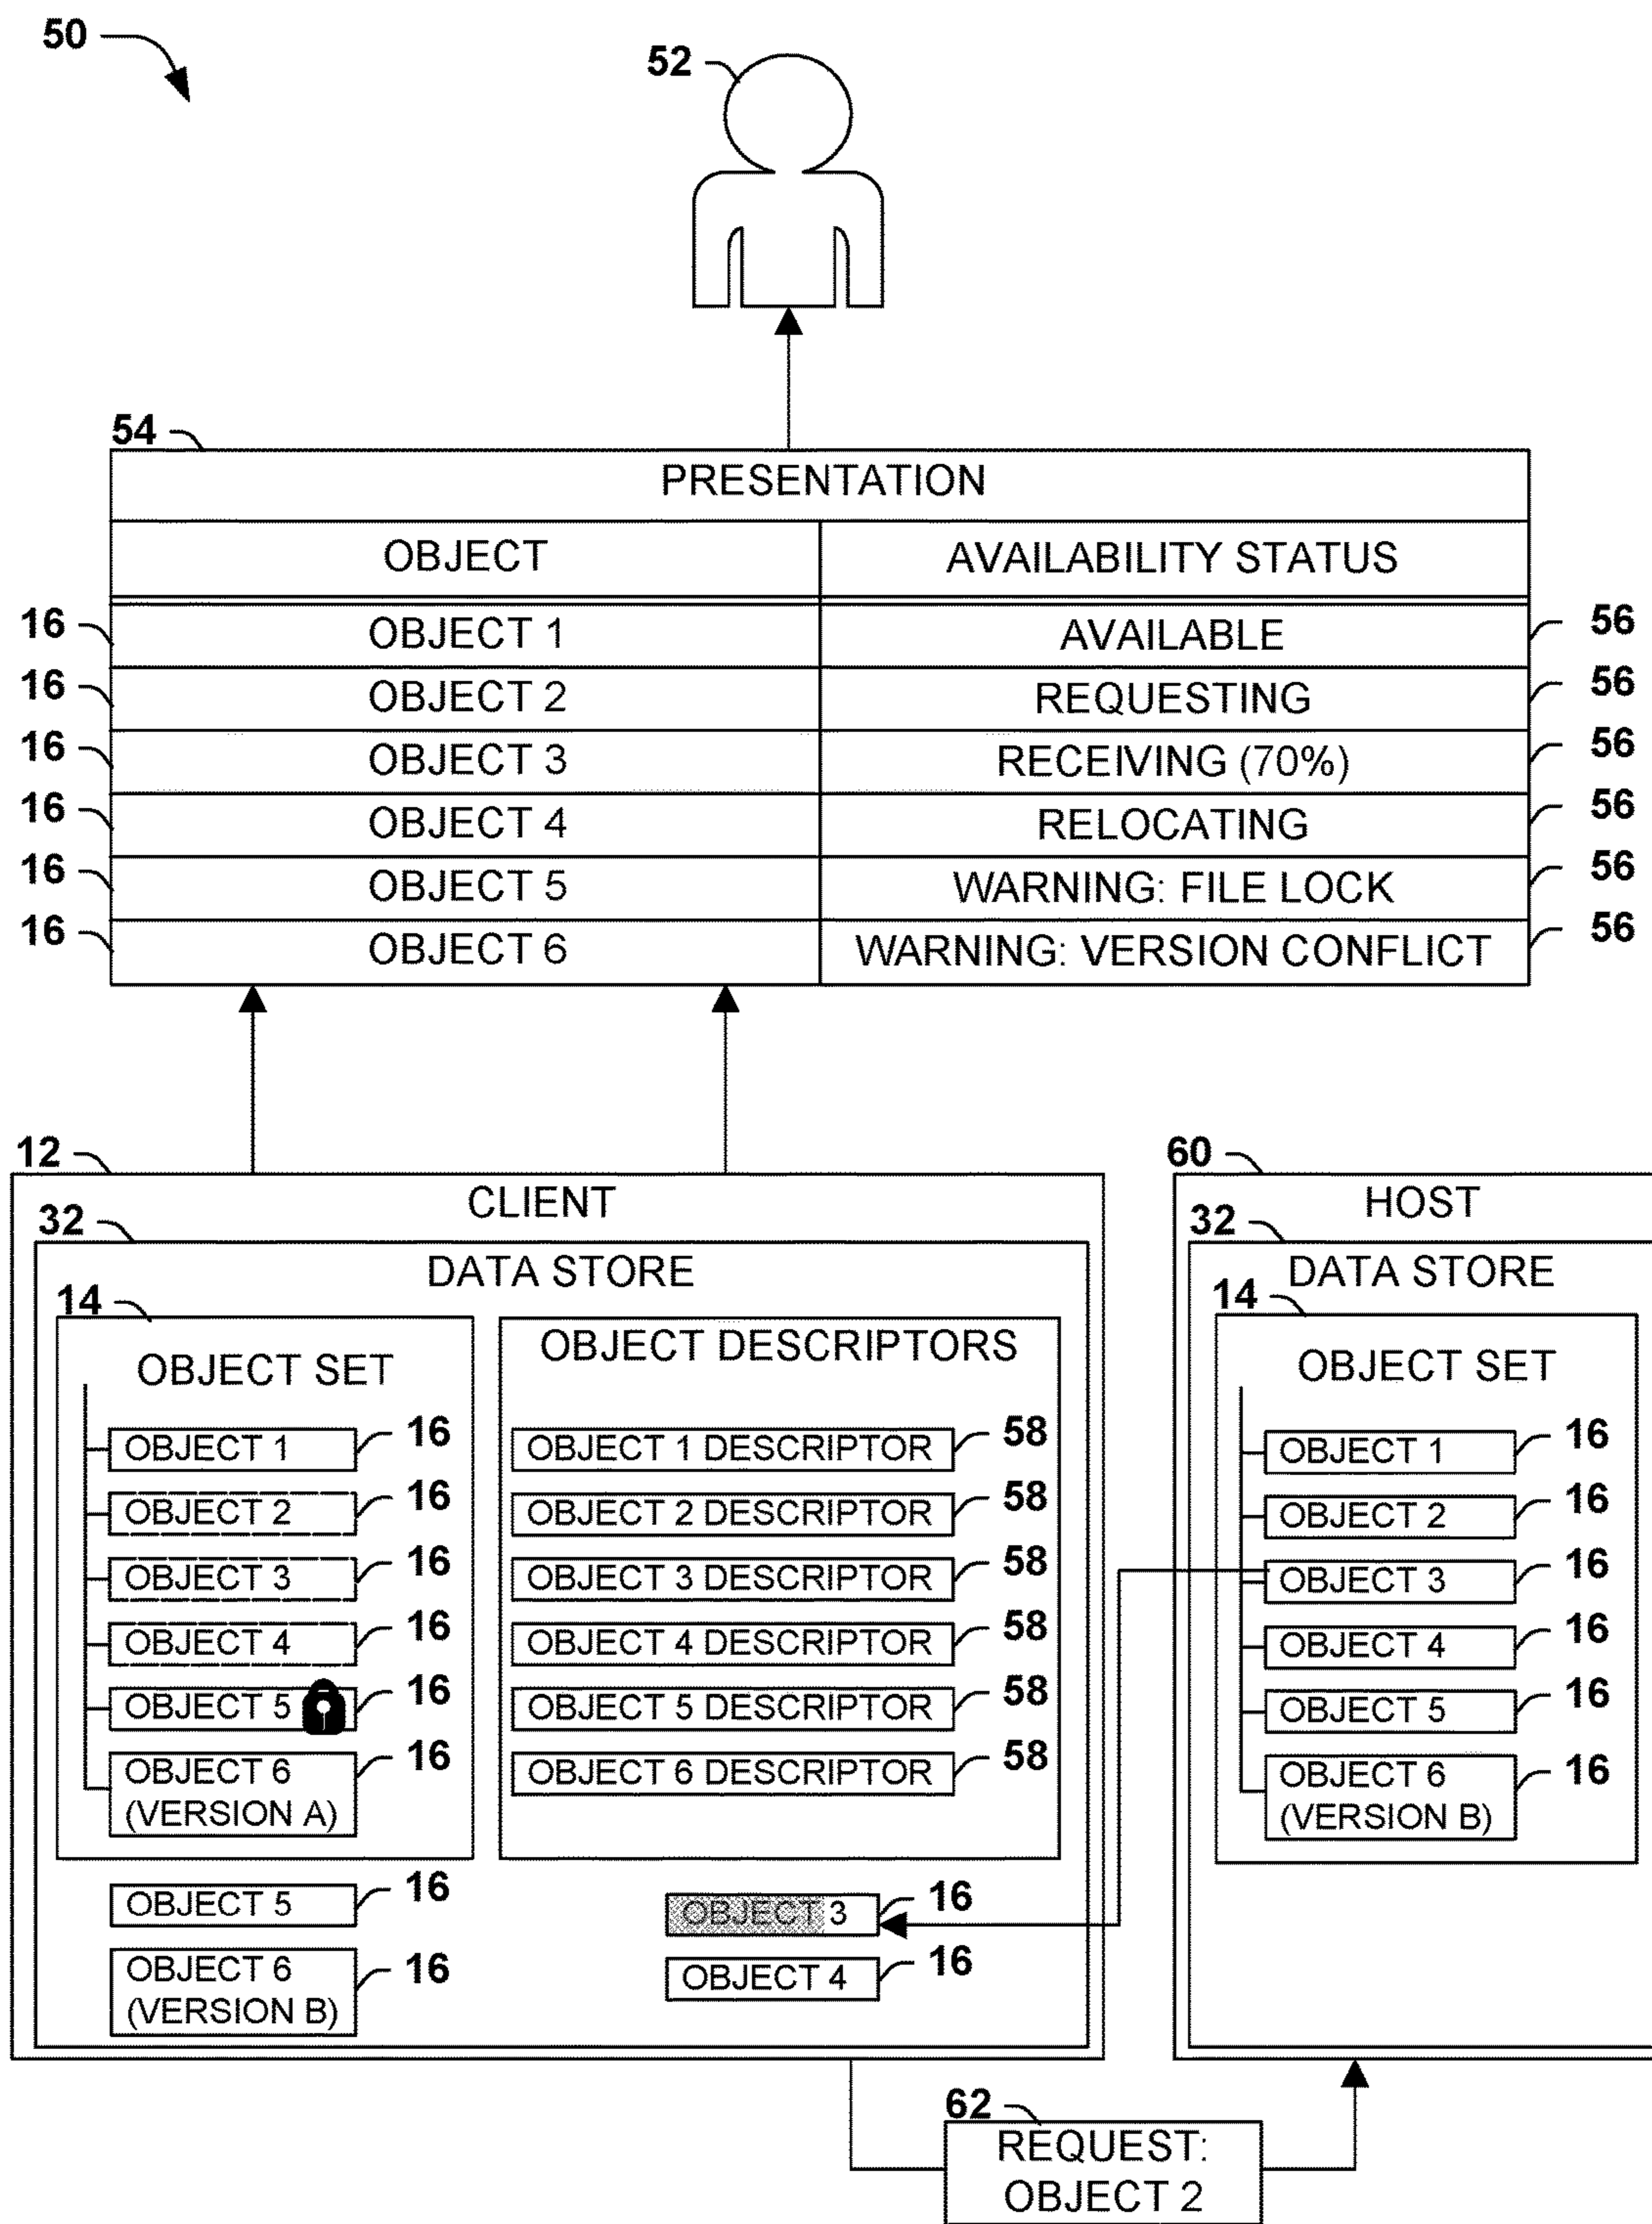 50
52
54
PRESENTATION
OBJECT AVAILABILITY STATUS
16 OBJECT 1 AVAILABLE 56
16 OBJECT 2 REQUESTING 56
16 OBJECT 3 RECEIVING (70%) 56
16 OBJECT 4 RELOCATING 56
16 OBJECT 5 WARNING: FILE LOCK 56
16 OBJECT 6 WARNING: VERSION CONFLICT 56
12
CLIENT
32
DATA STORE
14
OBJECT SET
OBJECT 1 16
OBJECT 2 16
OBJECT 3 16
OBJECT 4 16
OBJECT 5 16
OBJECT 6 16
(VERSION A)
OBJECT DESCRIPTORS
OBJECT 1 DESCRIPTOR 58
OBJECT 2 DESCRIPTOR 58
OBJECT 3 DESCRIPTOR 58
OBJECT 4 DESCRIPTOR 58
OBJECT 5 DESCRIPTOR 58
OBJECT 6 DESCRIPTOR 58
OBJECT 5 16
OBJECT 6 16
(VERSION B)
OBJECT 3 16
OBJECT 4 16
60
HOST
32
DATA STORE
14
OBJECT SET
OBJECT 1 16
OBJECT 2 16
OBJECT 3 16
OBJECT 4 16
OBJECT 5 16
OBJECT 6 16
(VERSION B)
62
REQUEST:
OBJECT 2